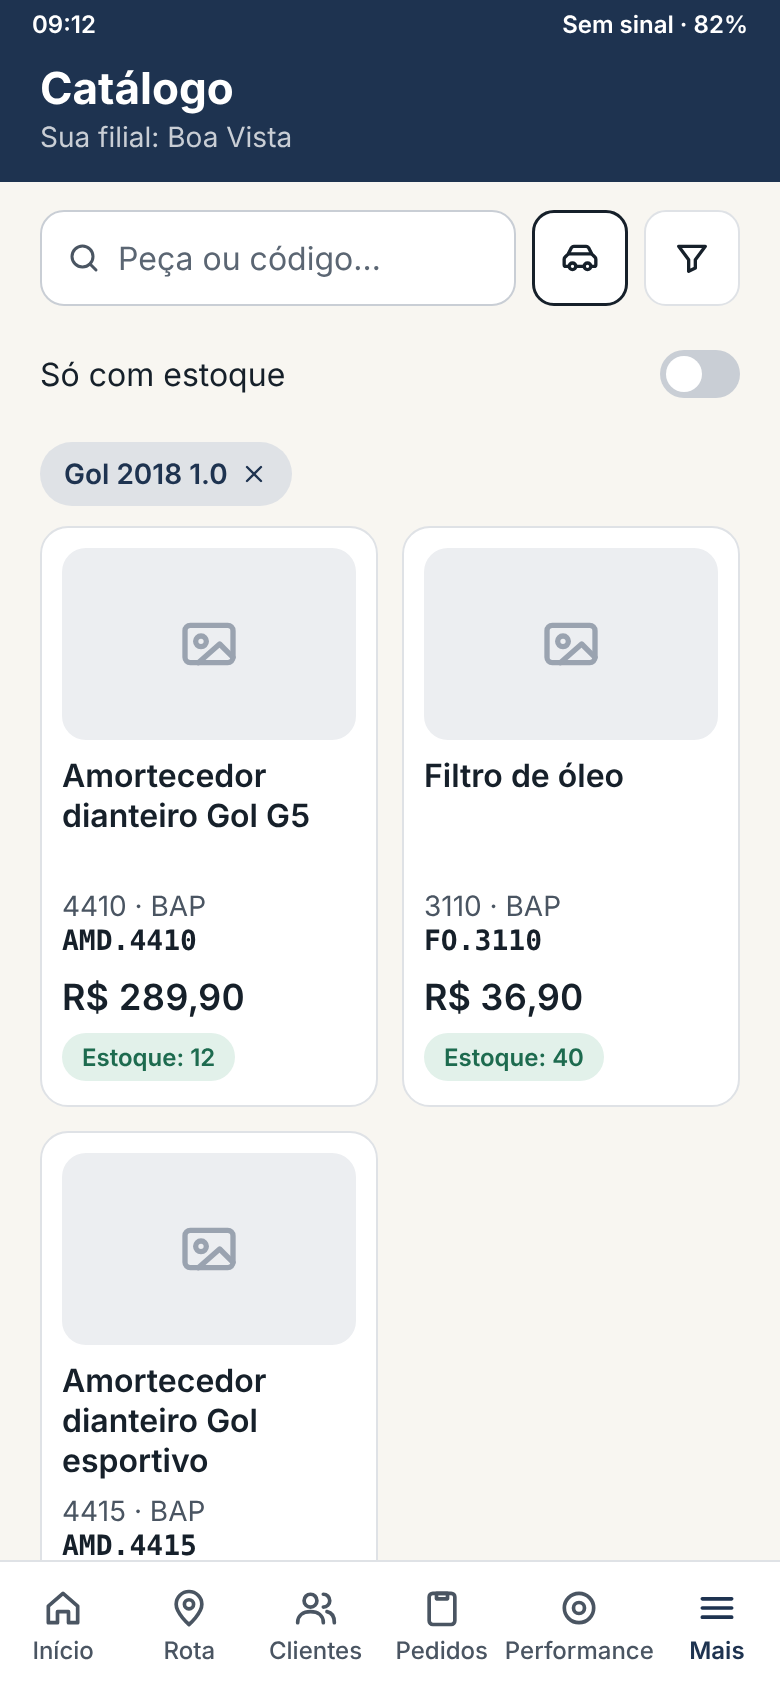 09:12
Sem sinal · 82%
Catálogo
Sua filial: Boa Vista
Peça ou código...
Só com estoque
Gol 2018 1.0
Amortecedor
dianteiro Gol G5
4410 · BAP
AMD.4410
R$ 289,90
Estoque: 12
Filtro de óleo
3110 · BAP
FO.3110
R$ 36,90
Estoque: 40
Amortecedor
dianteiro Gol
esportivo
4415 · BAP
AMD.4415
Início
Rota
Clientes
Pedidos
Performance
Mais